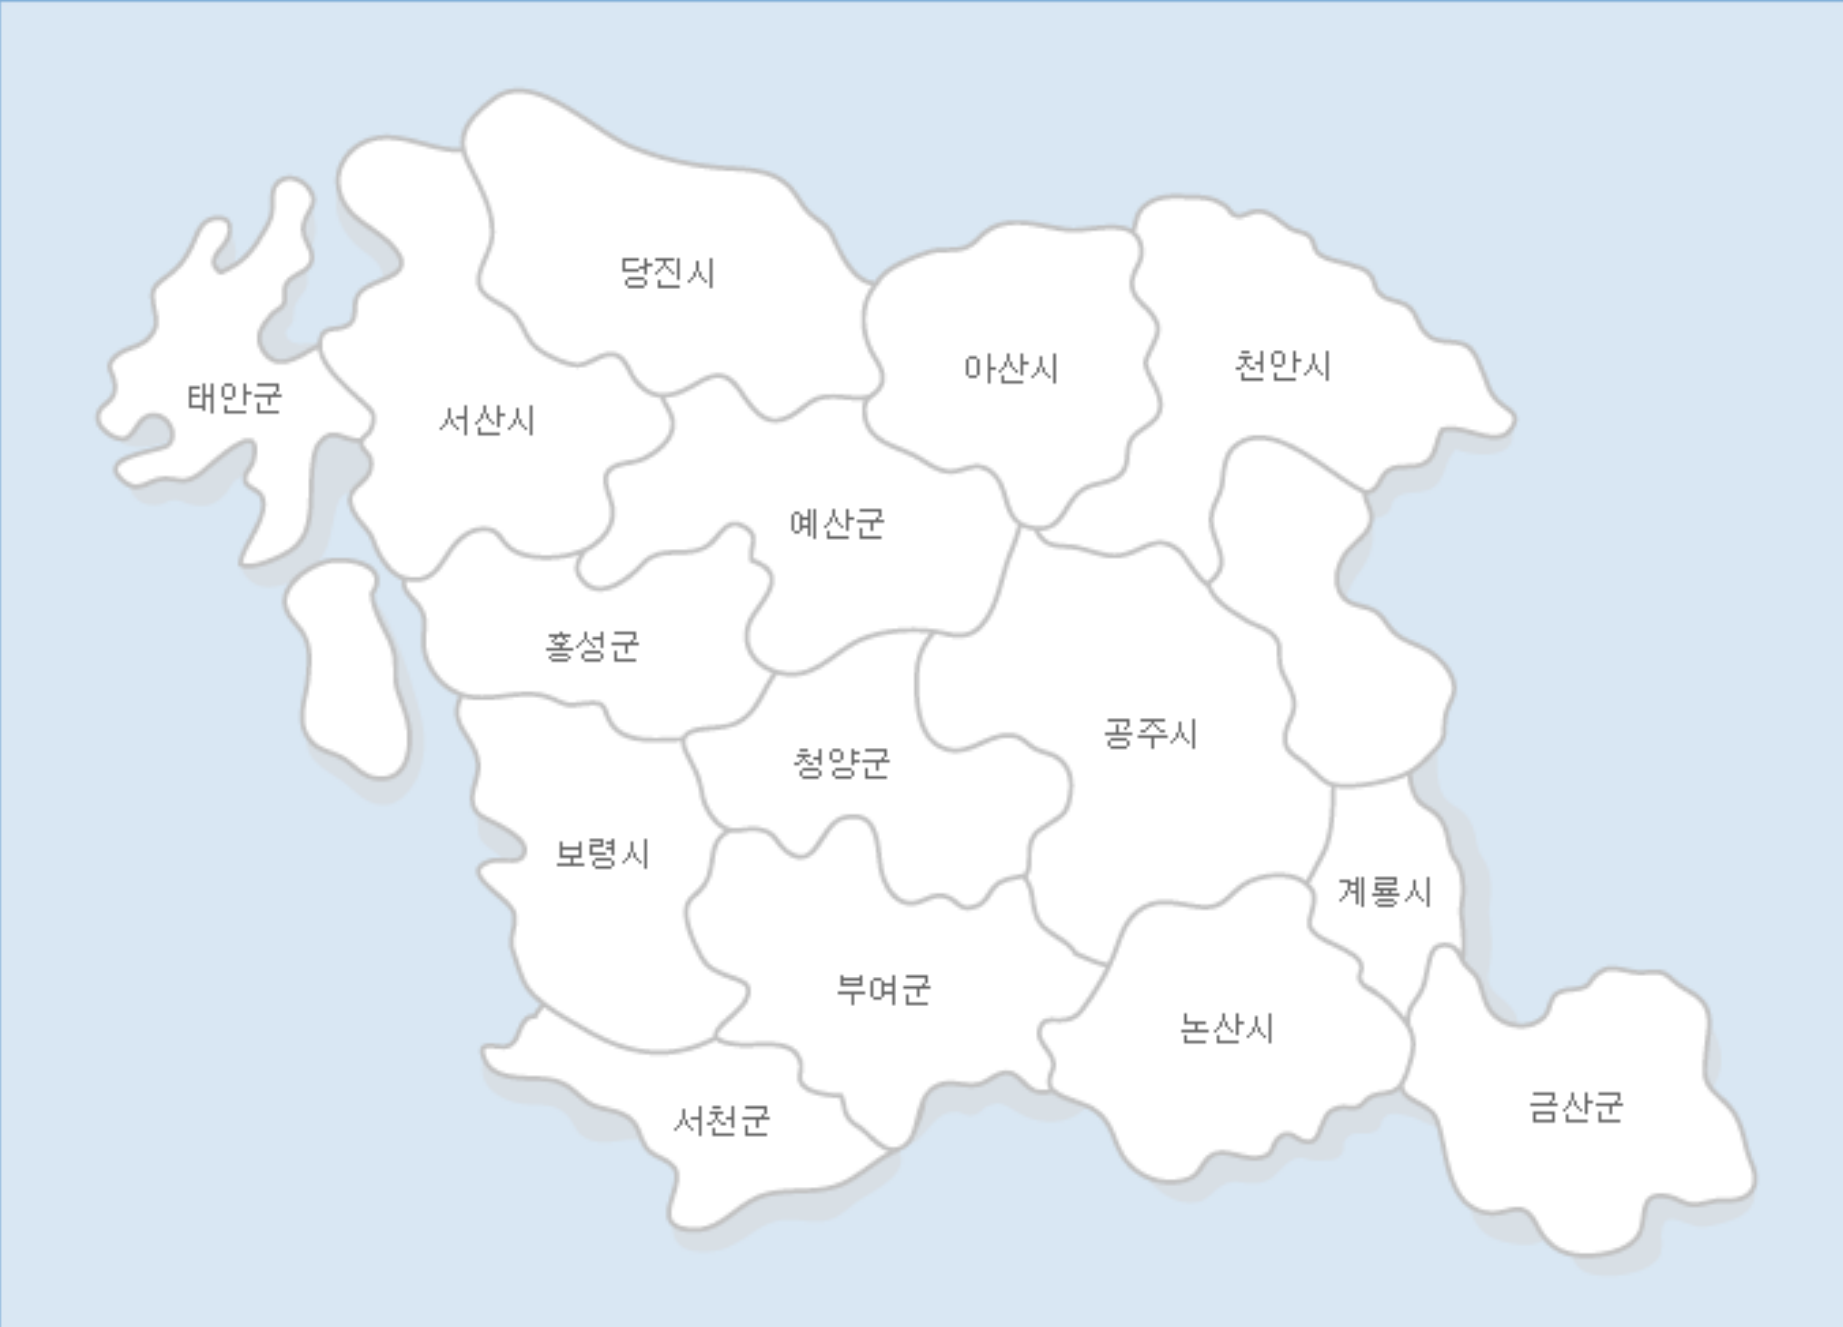 당진시
아산시
천안시
태안군
서산시
예산군
홍성군
공주시
청양군
보령시
계룡시
부여군
논산시
금산군
서천군